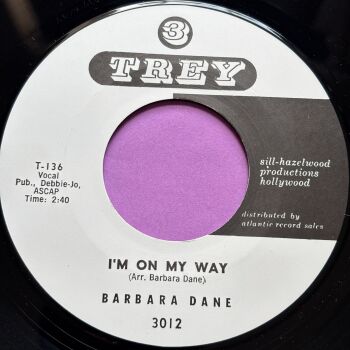 3
TREY
T-136
Vocal
Pub., Debbie-Jo,
ASCAP
Time: 2:40
sill-hazelwood
productions
hollywood
distributed by
atlantic record sales
I'M ON MY WAY
(Arr. Barbara Dane)
BARBARA DANE
3012